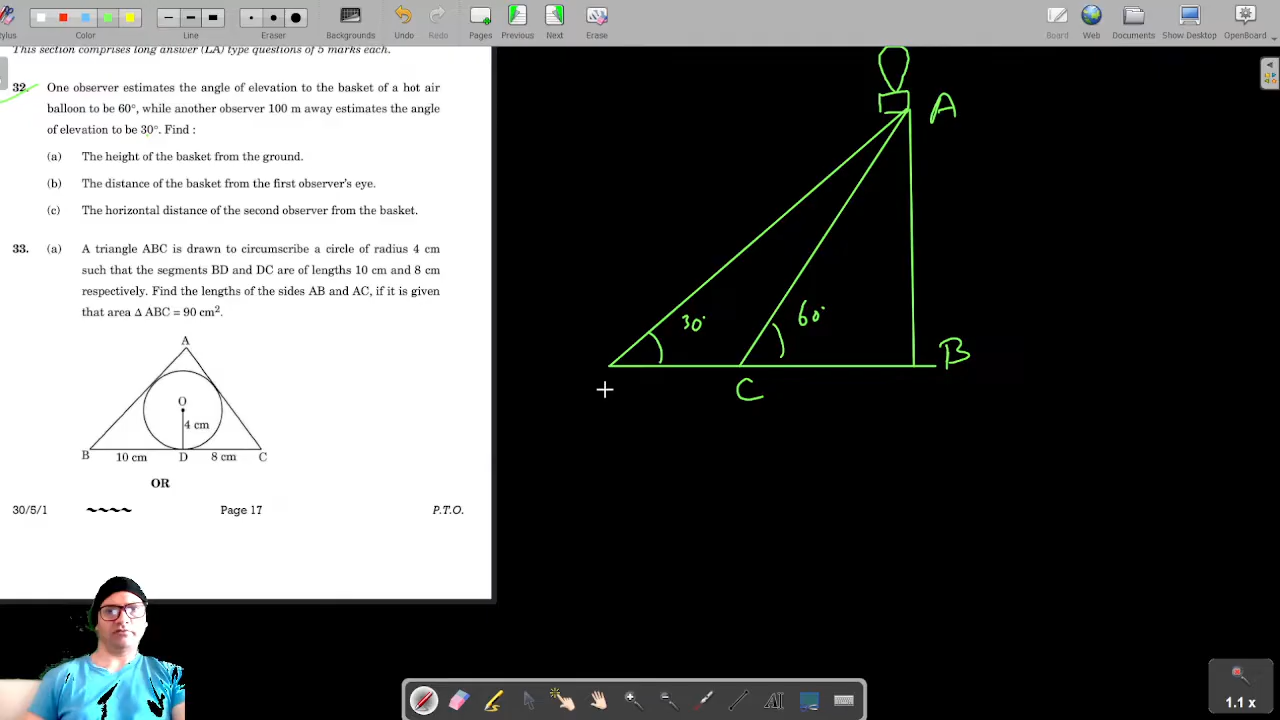 Stylus Color Line Eraser Backgrounds Undo Redo Pages Previous Next Erase Board Web Documents Show Desktop OpenBoard
This section comprises long answer (LA) type questions of 5 marks each.
32. One observer estimates the angle of elevation to the basket of a hot air
balloon to be 60°, while another observer 100 m away estimates the angle
of elevation to be 30°. Find :
(a) The height of the basket from the ground.
(b) The distance of the basket from the first observer's eye.
(c) The horizontal distance of the second observer from the basket.
33. (a) A triangle ABC is drawn to circumscribe a circle of radius 4 cm
such that the segments BD and DC are of lengths 10 cm and 8 cm
respectively. Find the lengths of the sides AB and AC, if it is given
that area Δ ABC = 90 cm².
A
O
4 cm
B 10 cm D 8 cm C
OR
30/5/1 Page 17 P.T.O.
A
30° 60°
B
C
AI
1.1 x